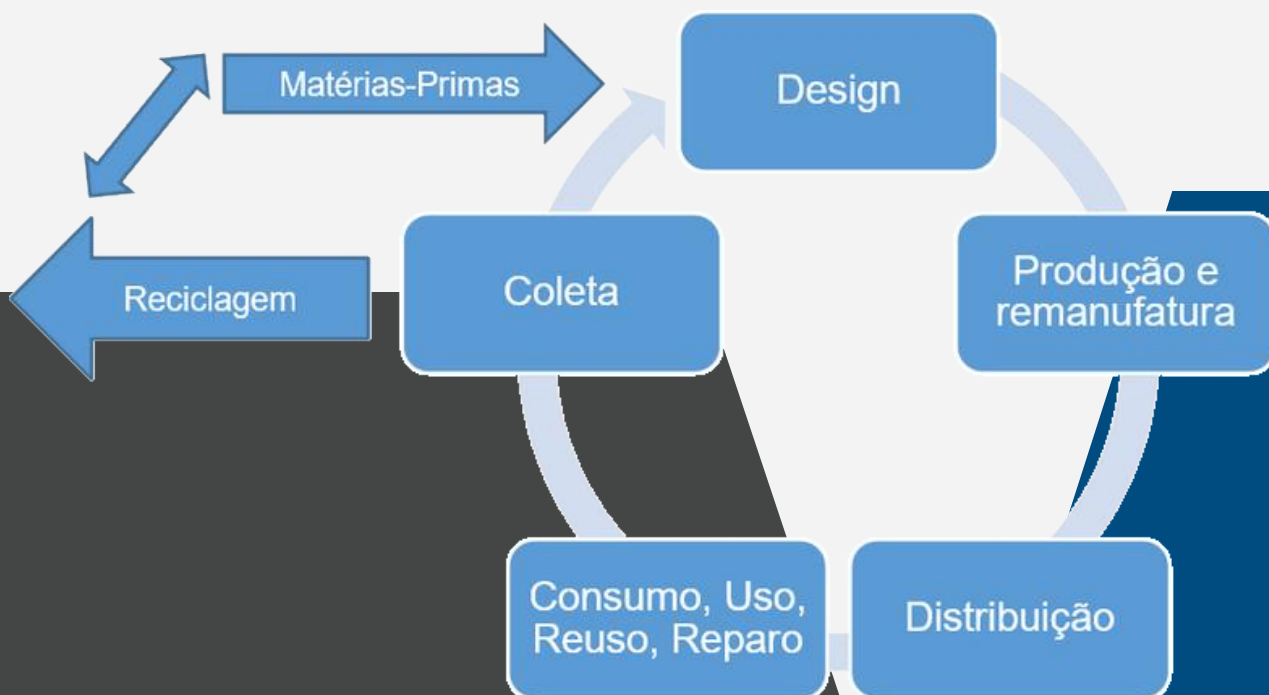 Matérias-Primas
Design
Reciclagem
Coleta
Produção e
remanufatura
Consumo, Uso,
Reuso, Reparo
Distribuição